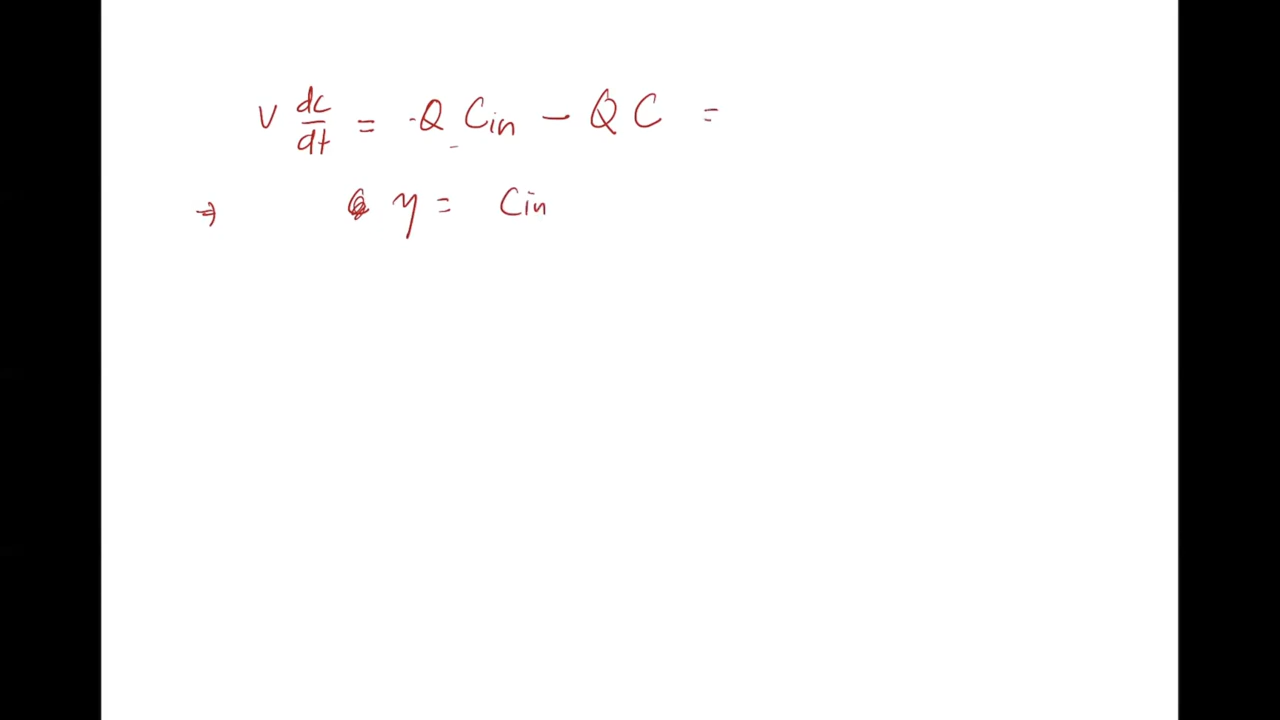 V dc/dt = Q Cin − Q C =
⇒ y = Cin